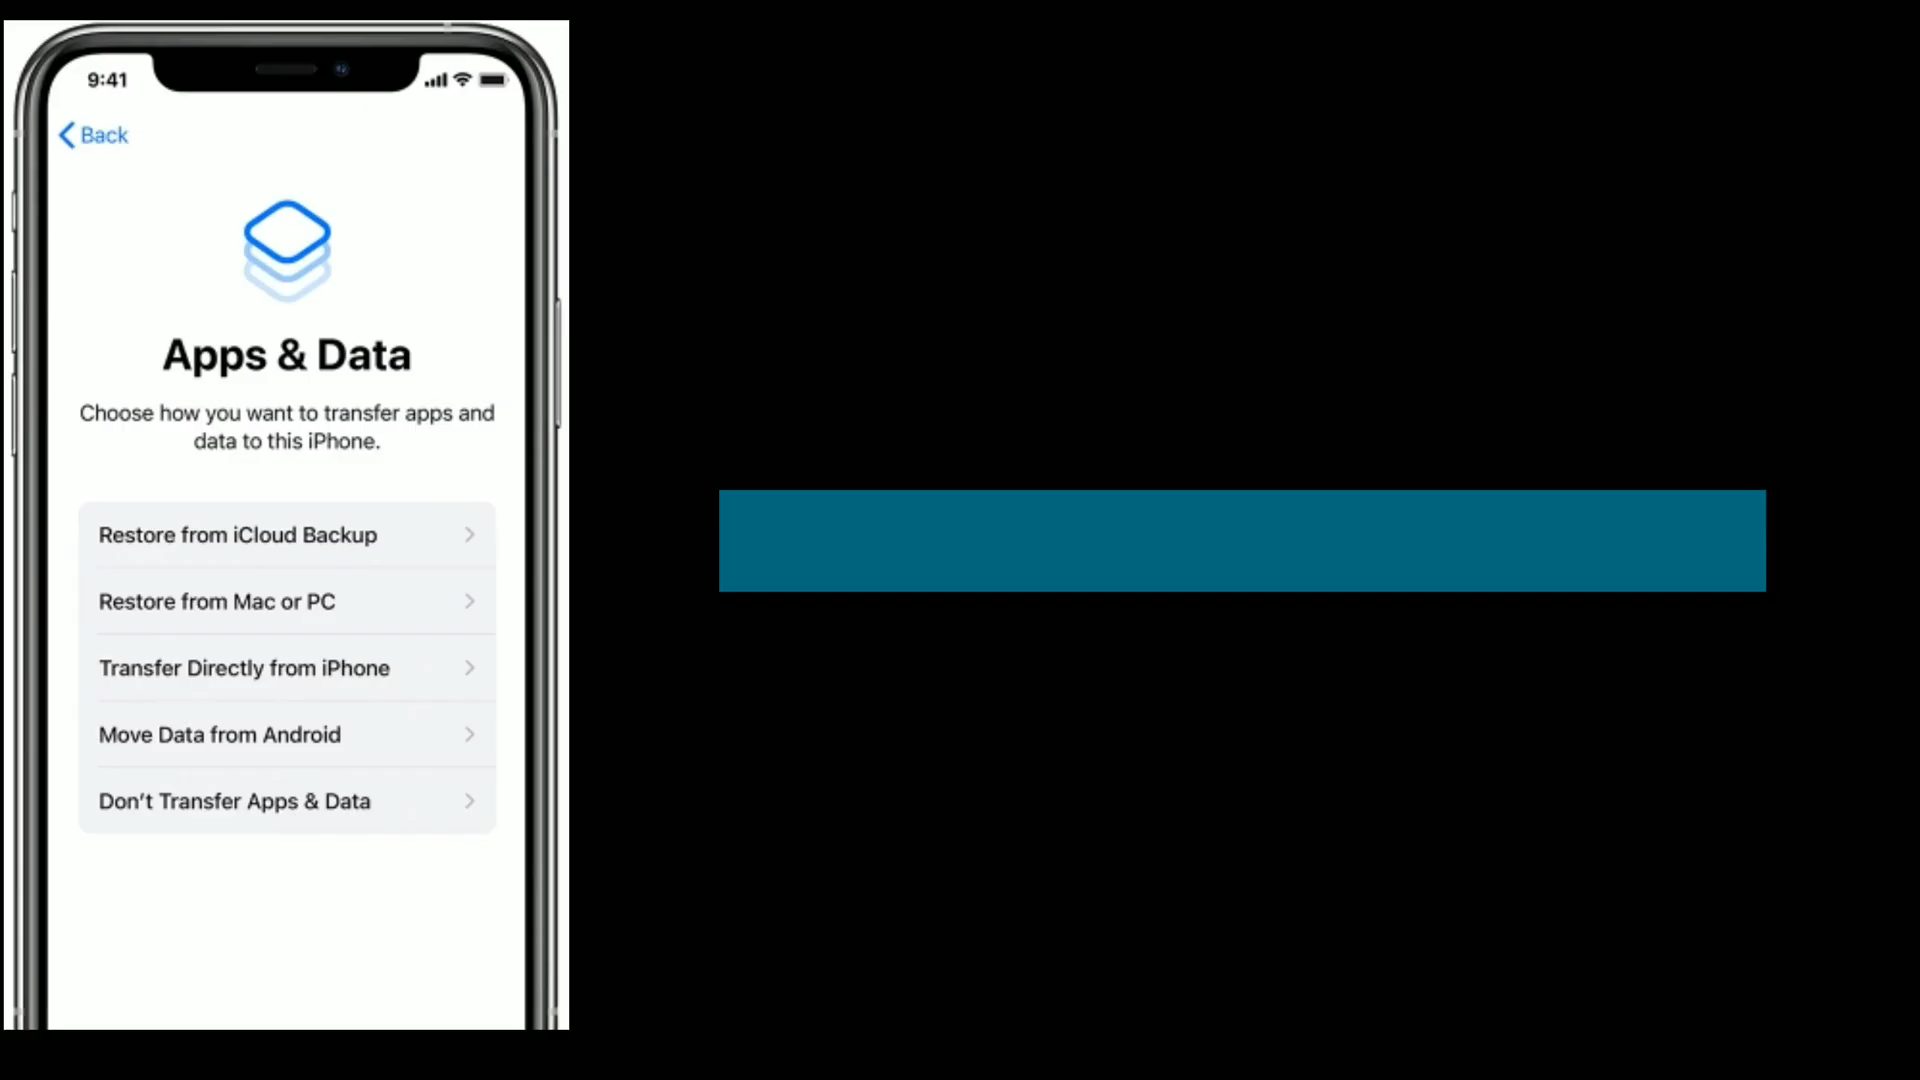 9:41
Back
Apps & Data
Choose how you want to transfer apps and
data to this iPhone.
Restore from iCloud Backup
Restore from Mac or PC
Transfer Directly from iPhone
Move Data from Android
Don’t Transfer Apps & Data